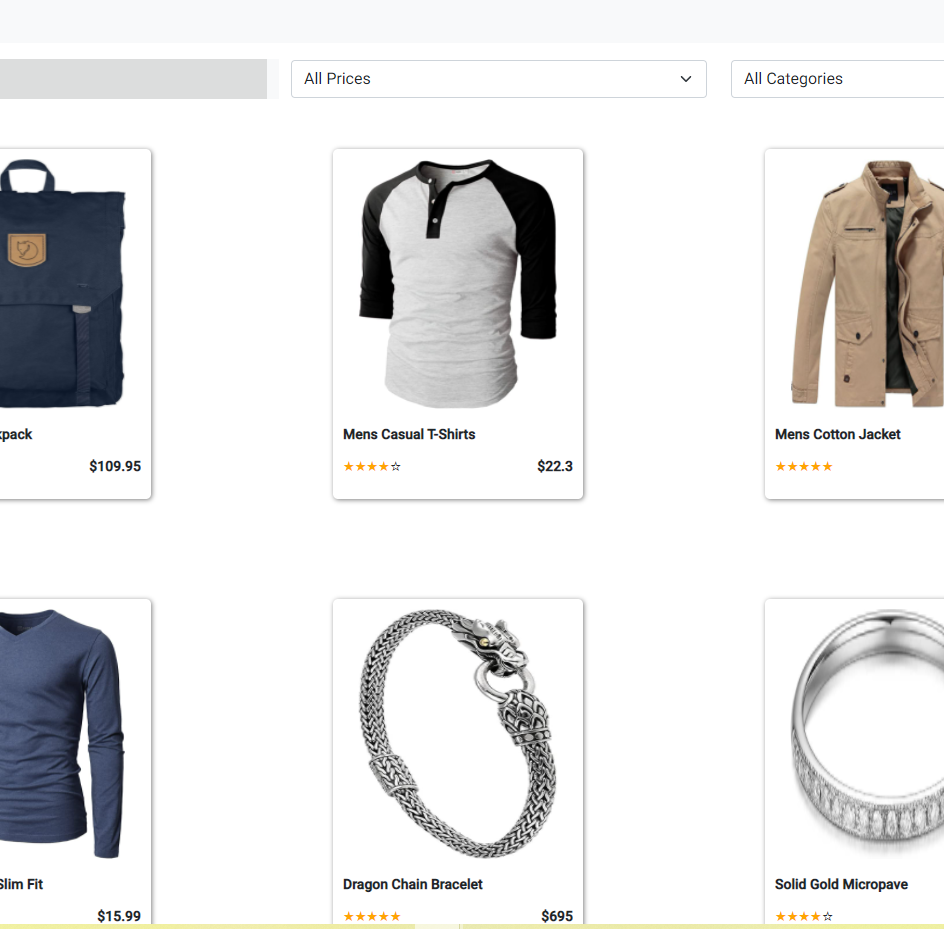 All Prices
All Categories
kpack
$109.95
Mens Casual T-Shirts
★★★★☆ $22.3
Mens Cotton Jacket
★★★★★
Slim Fit
$15.99
Dragon Chain Bracelet
★★★★★ $695
Solid Gold Micropave
★★★★☆